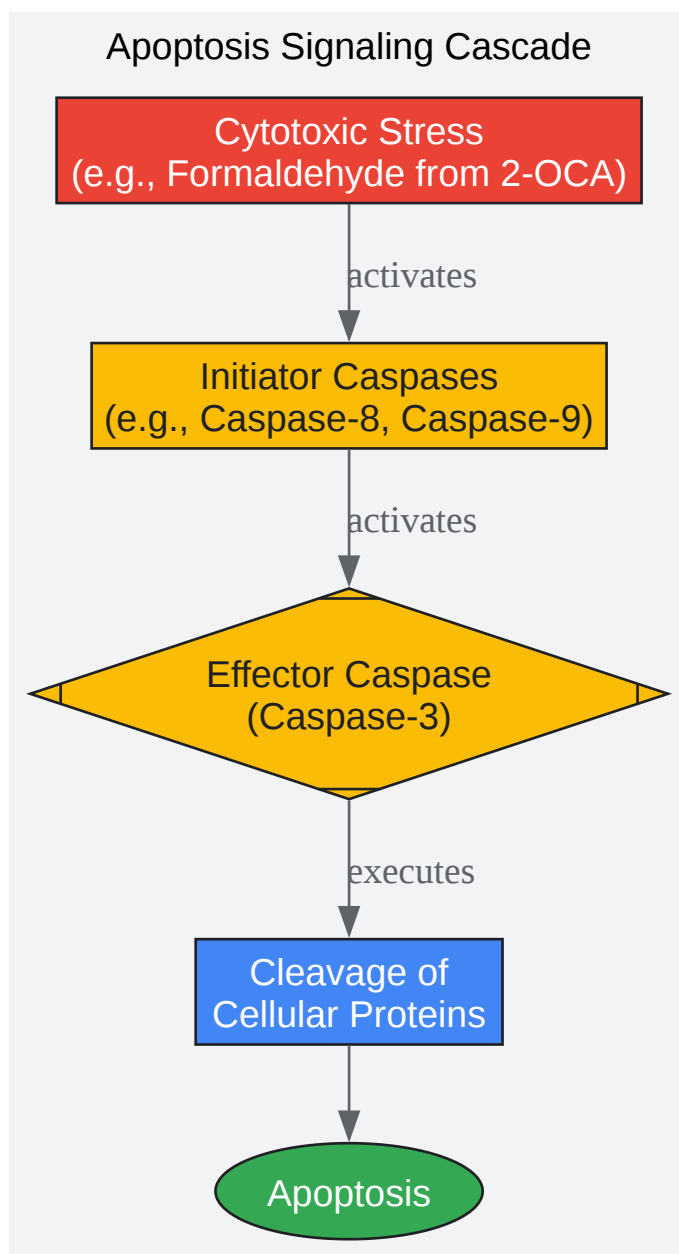 Apoptosis Signaling Cascade
Cytotoxic Stress
(e.g., Formaldehyde from 2-OCA)
activates
Initiator Caspases
(e.g., Caspase-8, Caspase-9)
activates
Effector Caspase
(Caspase-3)
executes
Cleavage of
Cellular Proteins
Apoptosis